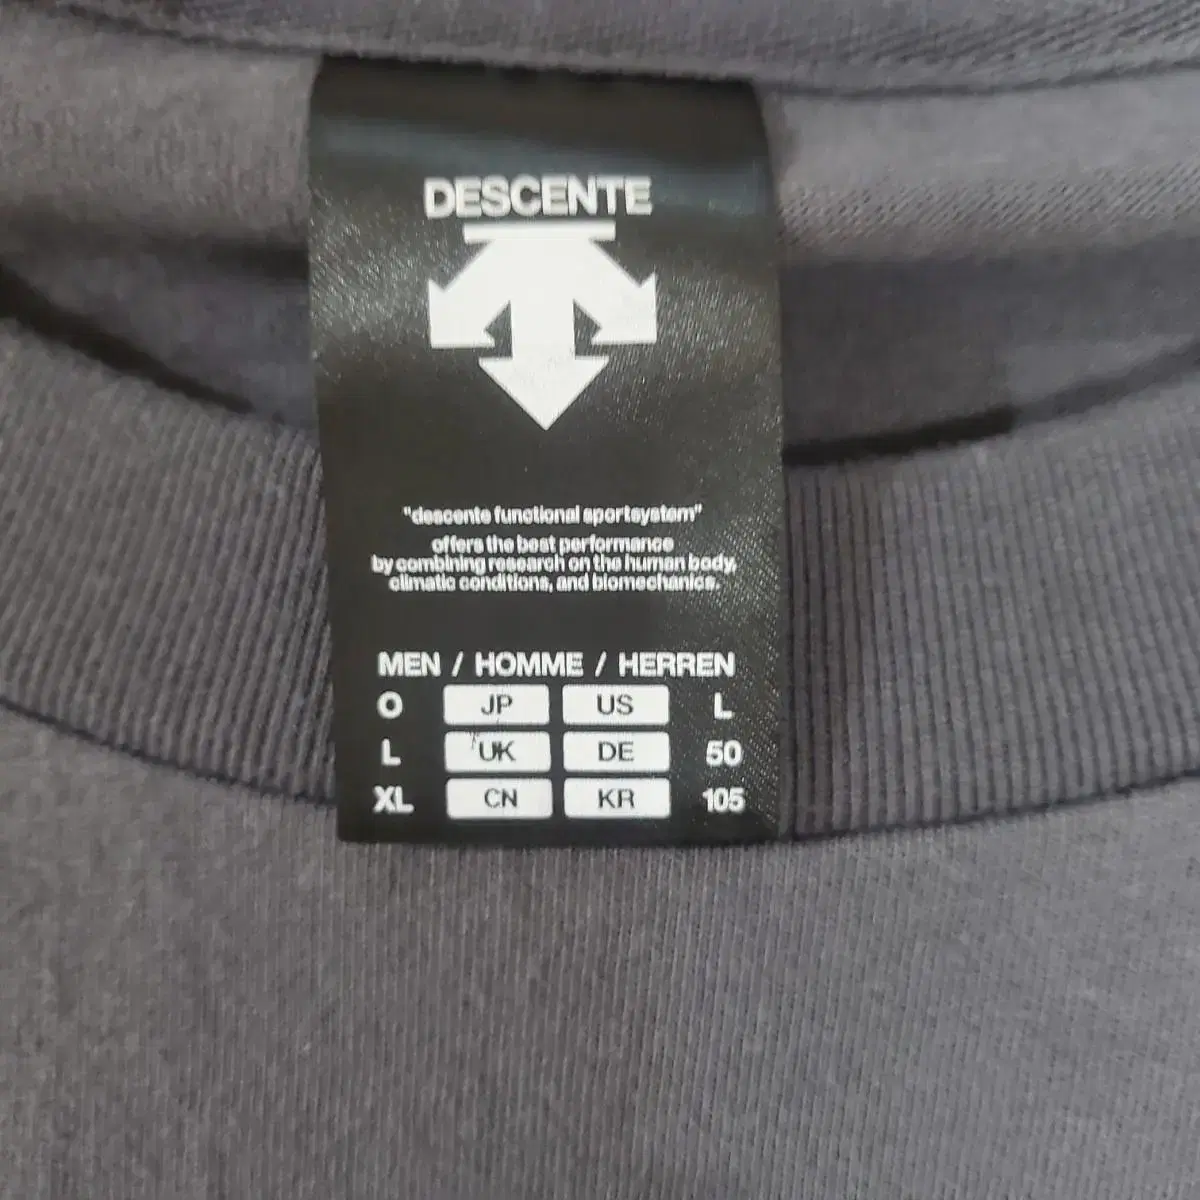 DESCENTE
"descente functional sportsystem"
offers the best performance
by combining research on the human body,
climatic conditions, and biomechanics.
MEN / HOMME / HERREN
O JP US L
L UK DE 50
XL CN KR 105